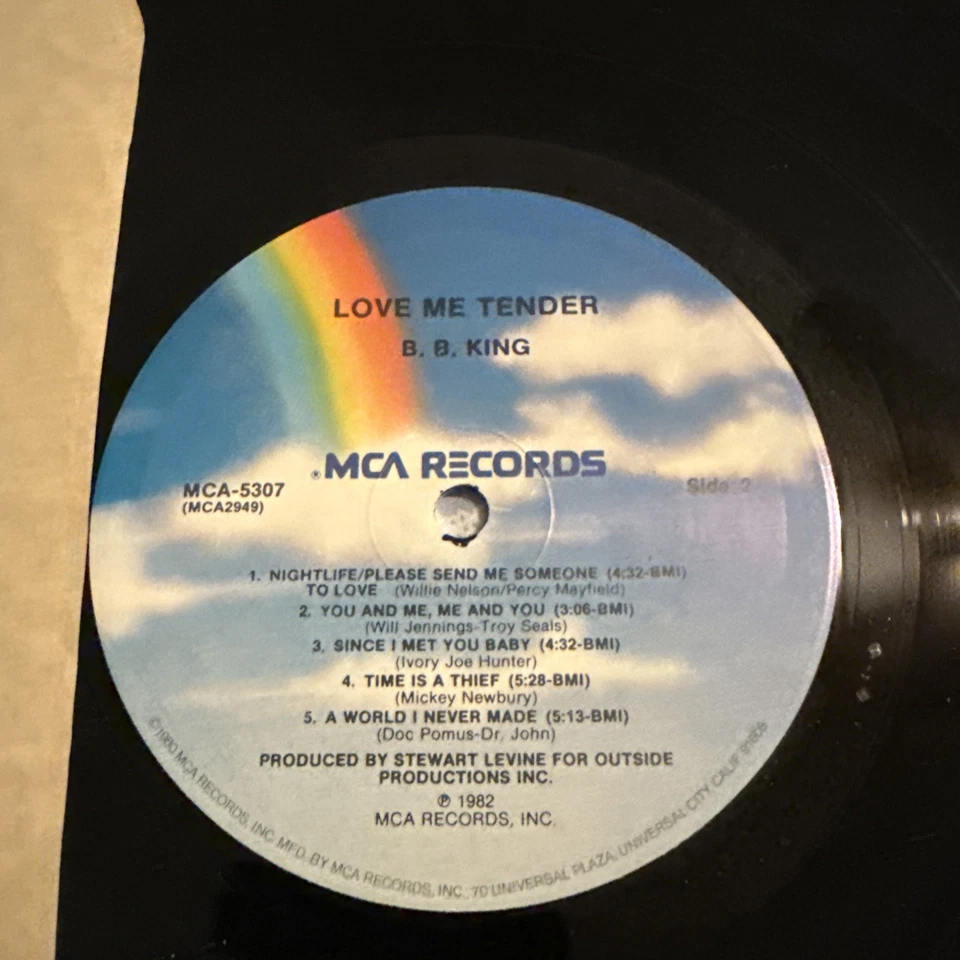 LOVE ME TENDER
B. B. KING
®MCA RECORDS
MCA-5307
(MCA2949)
Side 2
1. NIGHTLIFE/PLEASE SEND ME SOMEONE (4:32-BMI)
TO LOVE (Willie Nelson/Percy Mayfield)
2. YOU AND ME, ME AND YOU (3:06-BMI)
(Will Jennings-Troy Seals)
3. SINCE I MET YOU BABY (4:32-BMI)
(Ivory Joe Hunter)
4. TIME IS A THIEF (5:28-BMI)
(Mickey Newbury)
5. A WORLD I NEVER MADE (5:13-BMI)
(Doc Pomus-Dr. John)
PRODUCED BY STEWART LEVINE FOR OUTSIDE
PRODUCTIONS INC.
℗ 1982
MCA RECORDS, INC.
©1980 MCA RECORDS, INC. MFD. BY MCA RECORDS, INC., 70 UNIVERSAL PLAZA, UNIVERSAL CITY CALIF. 91608